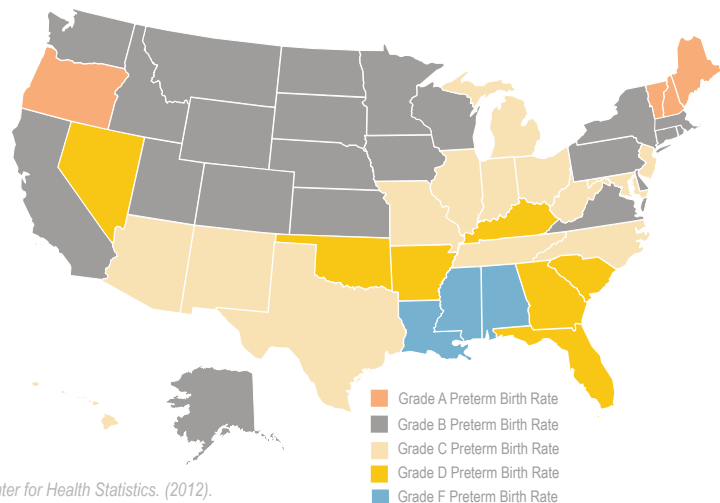 Grade A Preterm Birth Rate
Grade B Preterm Birth Rate
Grade C Preterm Birth Rate
Grade D Preterm Birth Rate
for Health Statistics. (2012).
Grade F Preterm Birth Rate